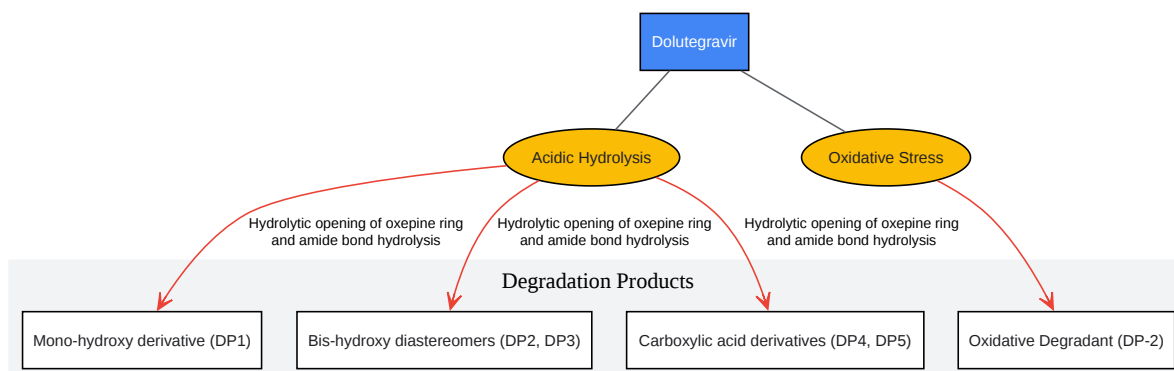 Dolutegravir
Acidic Hydrolysis
Oxidative Stress
Hydrolytic opening of oxepine ring
and amide bond hydrolysis
Hydrolytic opening of oxepine ring
and amide bond hydrolysis
Hydrolytic opening of oxepine ring
and amide bond hydrolysis
Degradation Products
Mono-hydroxy derivative (DP1)
Bis-hydroxy diastereomers (DP2, DP3)
Carboxylic acid derivatives (DP4, DP5)
Oxidative Degradant (DP-2)